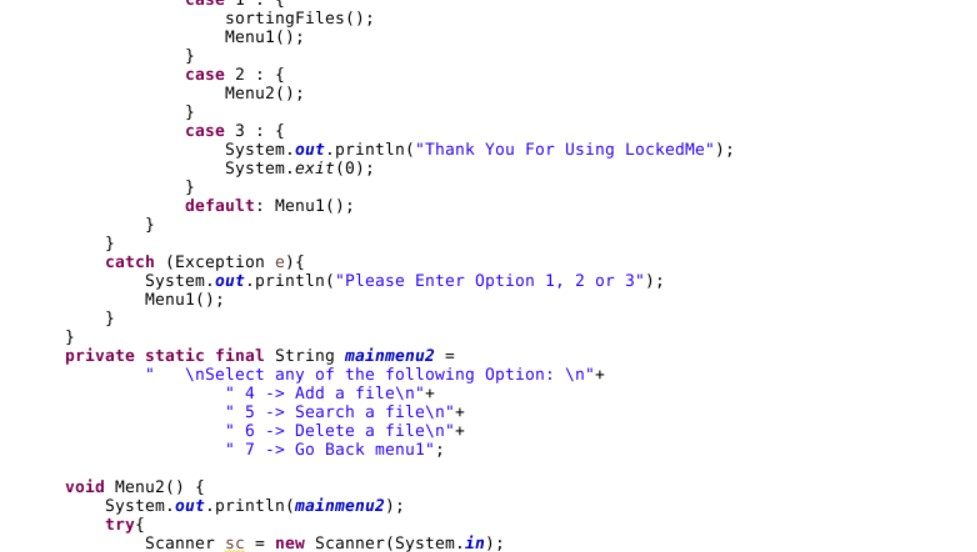 case 1 : {
sortingFiles();
Menu1();
}
case 2 : {
Menu2();
}
case 3 : {
System.out.println("Thank You For Using LockedMe");
System.exit(0);
}
default: Menu1();
}
}
catch (Exception e){
System.out.println("Please Enter Option 1, 2 or 3");
Menu1();
}
}
private static final String mainmenu2 =
"   \nSelect any of the following Option: \n"+
" 4 -> Add a file\n"+
" 5 -> Search a file\n"+
" 6 -> Delete a file\n"+
" 7 -> Go Back menu1";
void Menu2() {
System.out.println(mainmenu2);
try{
Scanner sc = new Scanner(System.in);